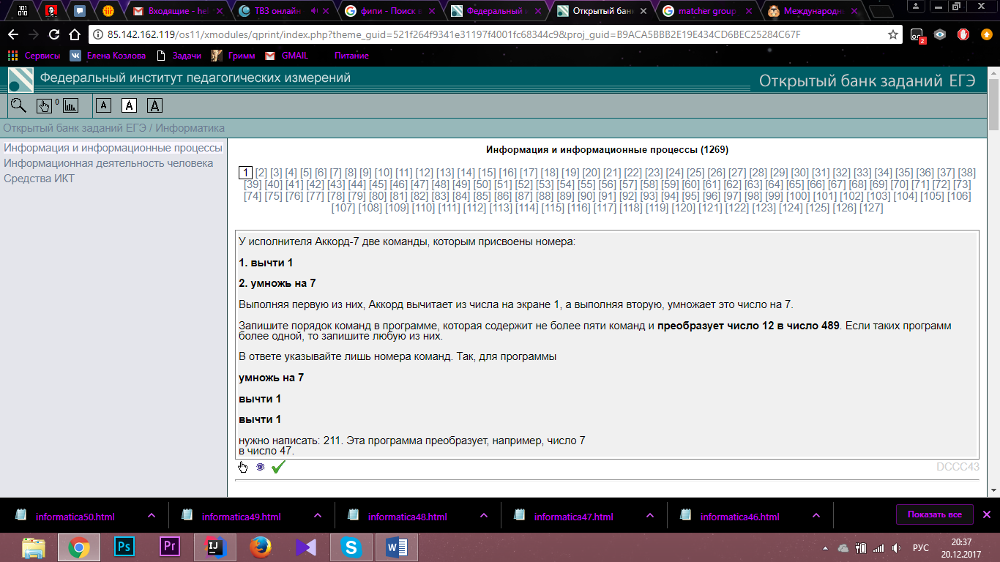 Входящие - he
ТВ3 онлайн
фипи - Поиск
Федеральный и
Открытый бан
matcher group
Международн
85.142.162.119/os11/xmodules/qprint/index.php?theme_guid=521f264f9341e31197f4001fc68344c9&proj_guid=B9ACA5BBB2E19E434CD6BEC25284C67F
2
Сервисы Елена Козлова Задачи Гримм GMAIL Питание
Федеральный институт педагогических измерений
Открытый банк заданий ЕГЭ
0 A A A
Открытый банк заданий ЕГЭ / Информатика
Информация и информационные процессы
Информационная деятельность человека
Средства ИКТ
Информация и информационные процессы (1269)
1 [2] [3] [4] [5] [6] [7] [8] [9] [10] [11] [12] [13] [14] [15] [16] [17] [18] [19] [20] [21] [22] [23] [24] [25] [26] [27] [28] [29] [30] [31] [32] [33] [34] [35] [36] [37] [38]
[39] [40] [41] [42] [43] [44] [45] [46] [47] [48] [49] [50] [51] [52] [53] [54] [55] [56] [57] [58] [59] [60] [61] [62] [63] [64] [65] [66] [67] [68] [69] [70] [71] [72] [73]
[74] [75] [76] [77] [78] [79] [80] [81] [82] [83] [84] [85] [86] [87] [88] [89] [90] [91] [92] [93] [94] [95] [96] [97] [98] [99] [100] [101] [102] [103] [104] [105] [106]
[107] [108] [109] [110] [111] [112] [113] [114] [115] [116] [117] [118] [119] [120] [121] [122] [123] [124] [125] [126] [127]
У исполнителя Аккорд-7 две команды, которым присвоены номера:
1. вычти 1
2. умножь на 7
Выполняя первую из них, Аккорд вычитает из числа на экране 1, а выполняя вторую, умножает это число на 7.
Запишите порядок команд в программе, которая содержит не более пяти команд и преобразует число 12 в число 489. Если таких программ
более одной, то запишите любую из них.
В ответе указывайте лишь номера команд. Так, для программы
умножь на 7
вычти 1
вычти 1
нужно написать: 211. Эта программа преобразует, например, число 7
в число 47.
DCCC43
informatica50.html
informatica49.html
informatica48.html
informatica47.html
informatica46.html
Показать все
РУС
20:37
20.12.2017